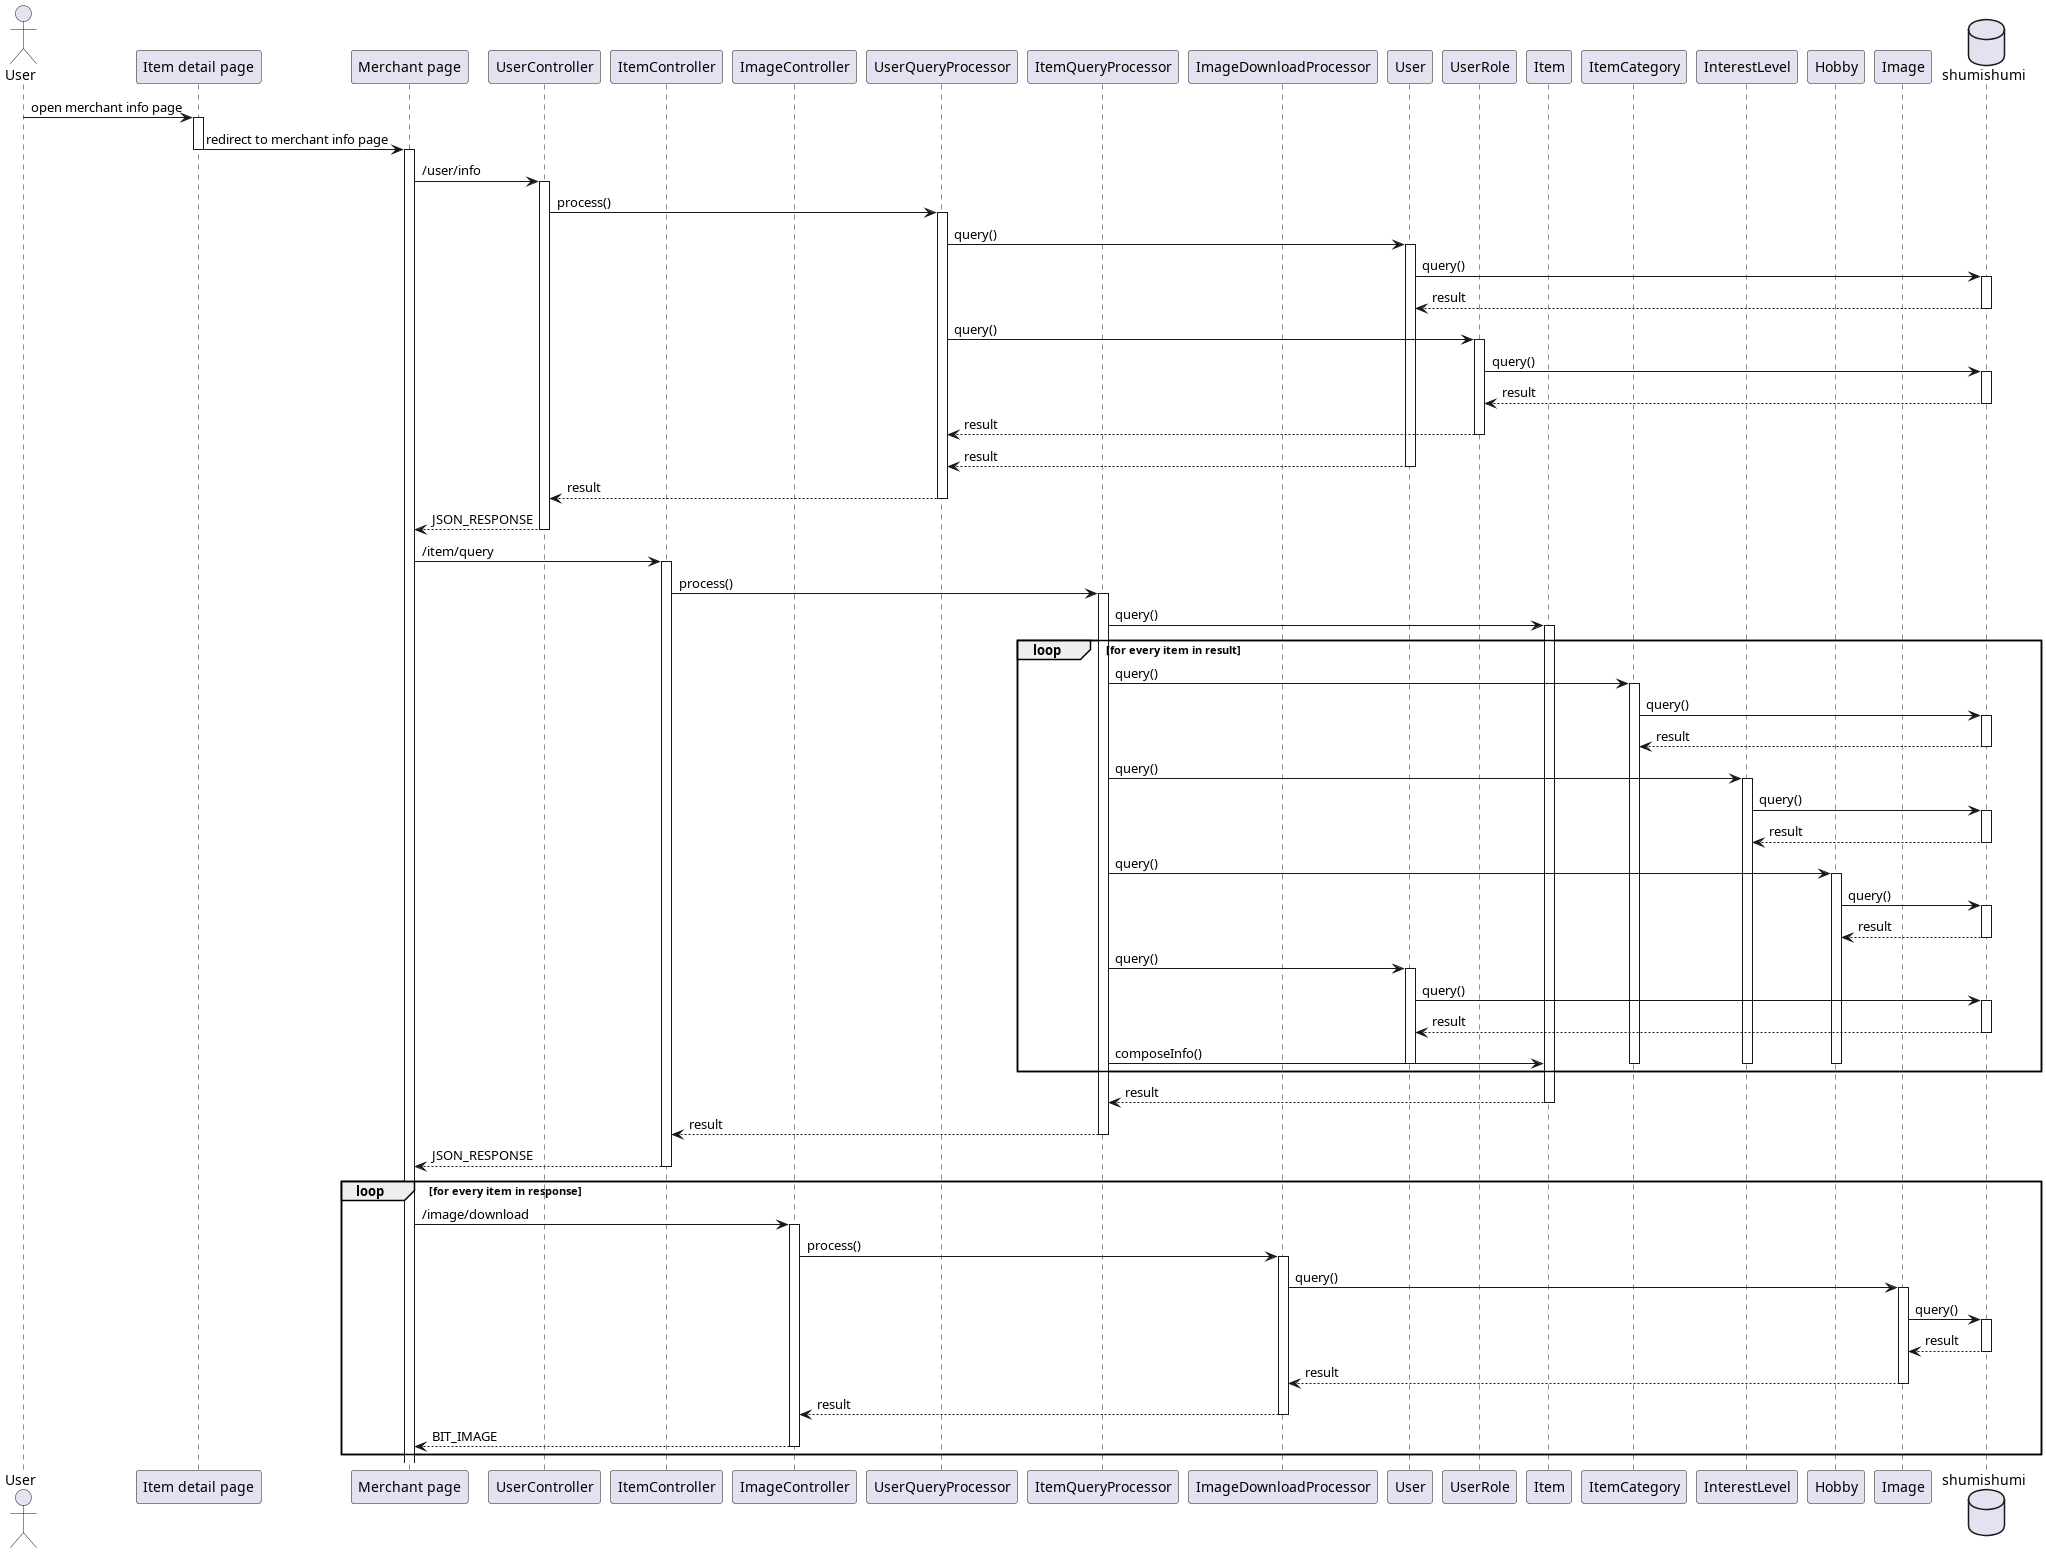 User
Item detail page
Merchant page
UserController
ItemController
ImageController
UserQueryProcessor
ItemQueryProcessor
ImageDownloadProcessor
User
UserRole
Item
ItemCategory
InterestLevel
Hobby
Image
shumishumi
open merchant info page
redirect to merchant info page
/user/info
process()
query()
query()
result
query()
query()
result
result
result
result
JSON_RESPONSE
/item/query
process()
query()
loop [for every item in result]
query()
query()
result
query()
query()
result
query()
query()
result
query()
query()
result
composeInfo()
result
result
JSON_RESPONSE
loop [for every item in response]
/image/download
process()
query()
query()
result
result
result
BIT_IMAGE
User
Item detail page
Merchant page
UserController
ItemController
ImageController
UserQueryProcessor
ItemQueryProcessor
ImageDownloadProcessor
User
UserRole
Item
ItemCategory
InterestLevel
Hobby
Image
shumishumi